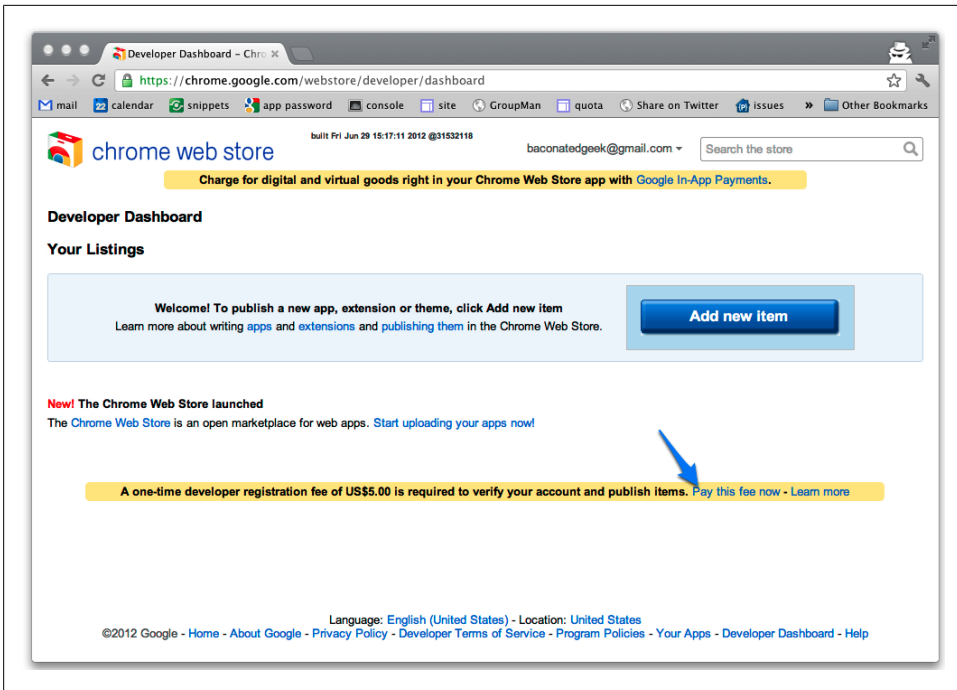 Developer Dashboard - Chro ×
https://chrome.google.com/webstore/developer/dashboard
mail 22 calendar snippets app password console site GroupMan quota Share on Twitter issues » Other Bookmarks
built Fri Jun 29 15:17:11 2012 @31532118
chrome web store baconatedgeek@gmail.com Search the store
Charge for digital and virtual goods right in your Chrome Web Store app with Google In-App Payments.
Developer Dashboard
Your Listings
Welcome! To publish a new app, extension or theme, click Add new item
Learn more about writing apps and extensions and publishing them in the Chrome Web Store.
Add new item
New! The Chrome Web Store launched
The Chrome Web Store is an open marketplace for web apps. Start uploading your apps now!
A one-time developer registration fee of US$5.00 is required to verify your account and publish items. Pay this fee now - Learn more
Language: English (United States) - Location: United States
©2012 Google - Home - About Google - Privacy Policy - Developer Terms of Service - Program Policies - Your Apps - Developer Dashboard - Help